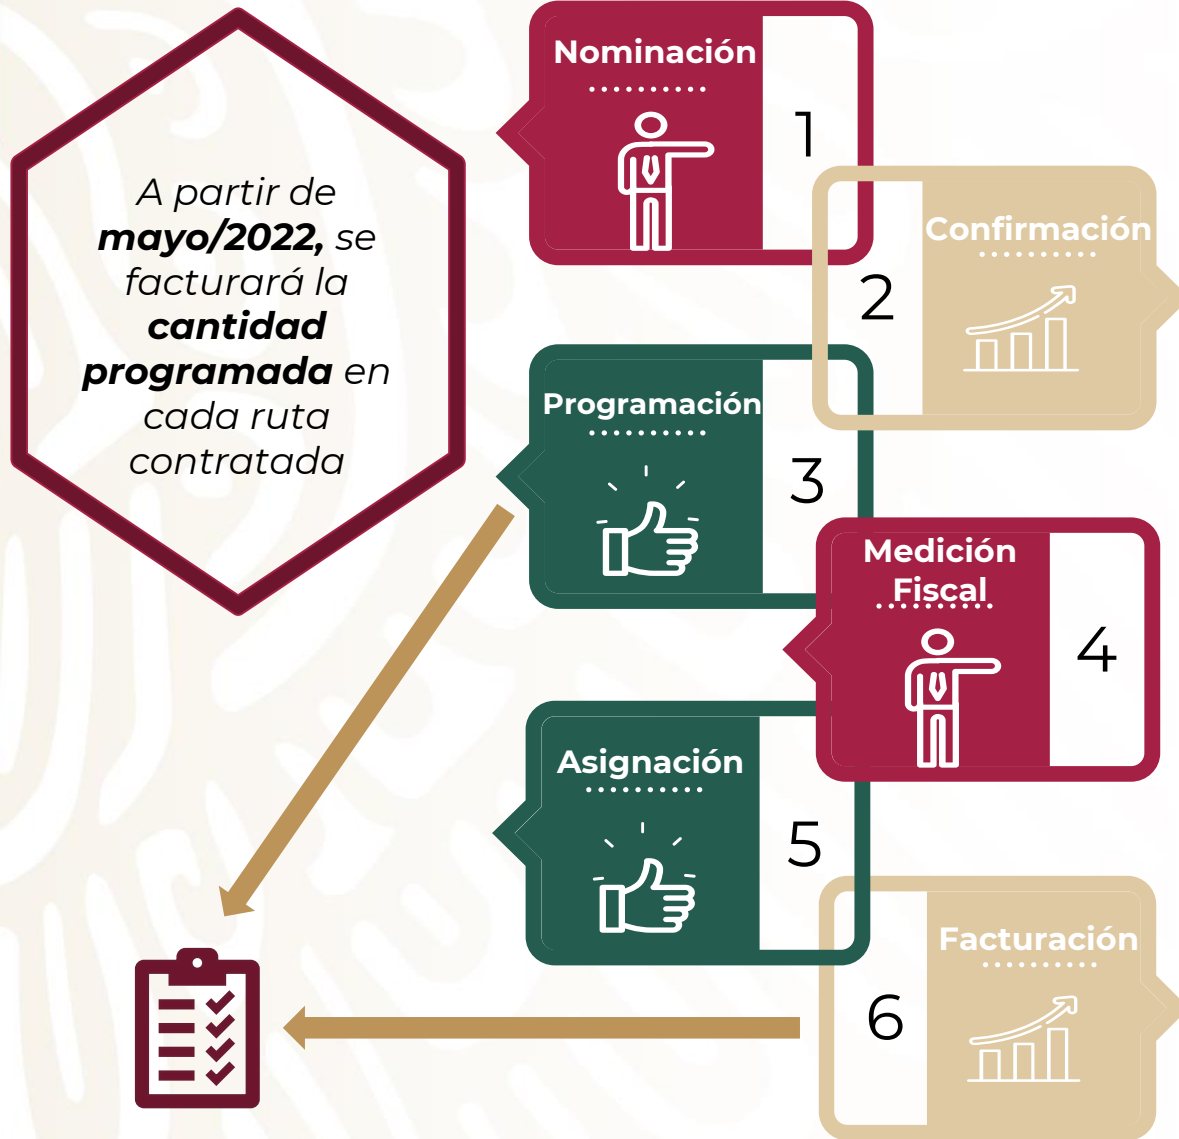 A partir de
mayo/2022, se
facturará la
cantidad
programada en
cada ruta
contratada
Nominación
1
Confirmación
2
Programación
3
Medición
Fiscal
4
Asignación
5
Facturación
6